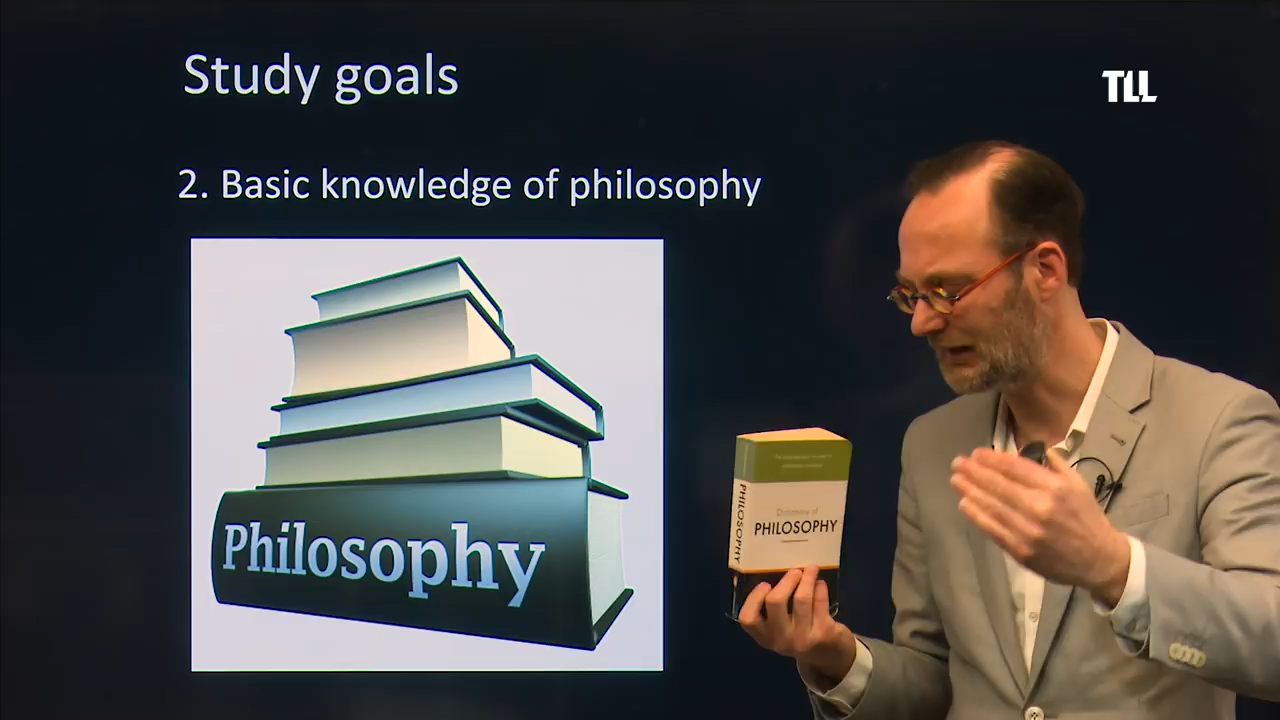 Study goals
TLL
2. Basic knowledge of philosophy
Philosophy
PHILOSOPHY
Dictionary of
PHILOSOPHY